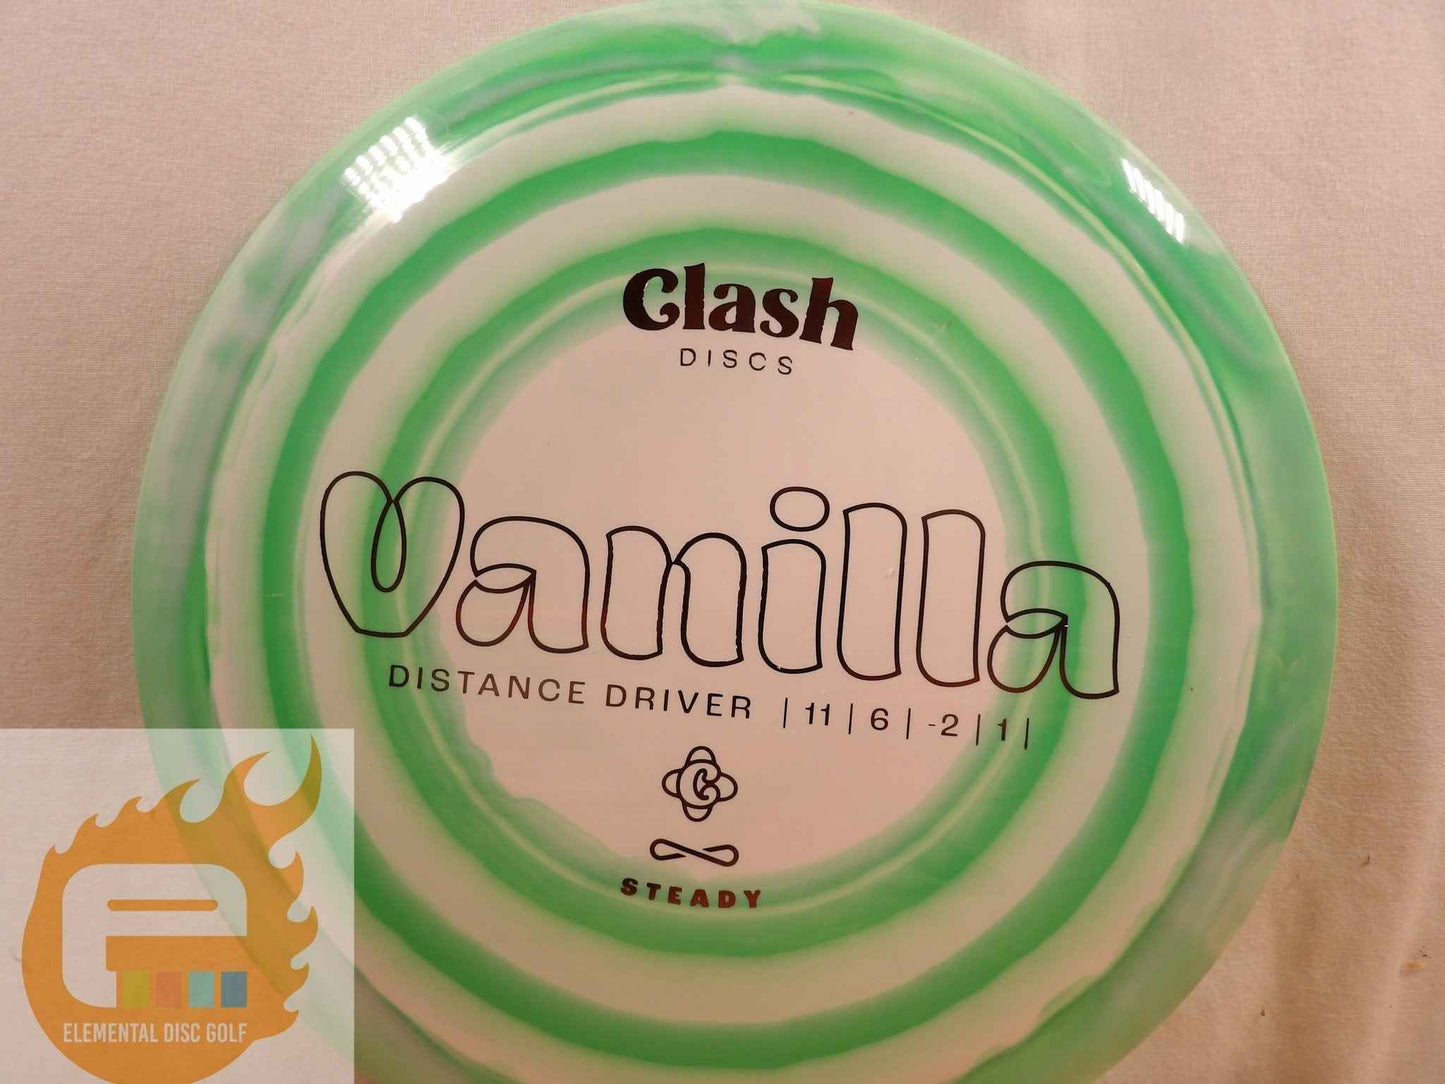 Clash
DISCS
Vanilla
DISTANCE DRIVER | 11 | 6 | -2 | 1 |
C
STEADY
E
ELEMENTAL DISC GOLF